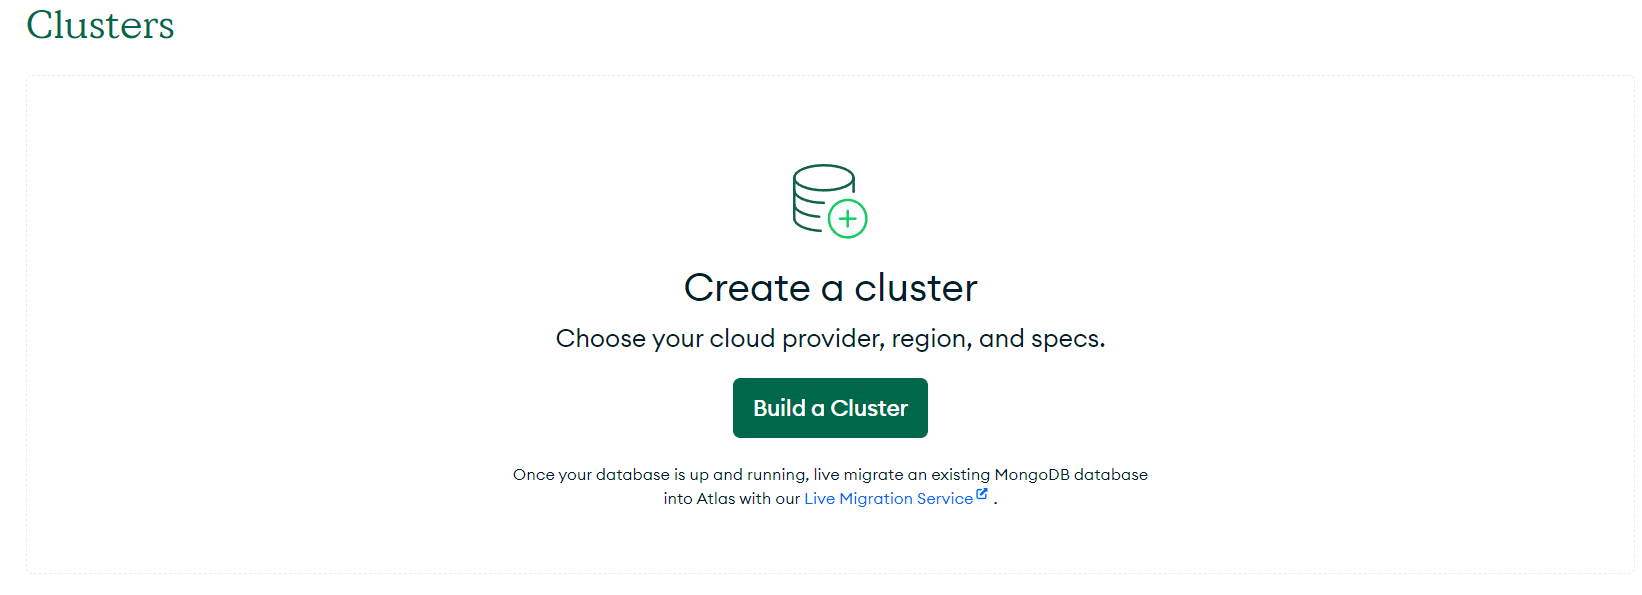 Clusters
Create a cluster
Choose your cloud provider, region, and specs.
Build a Cluster
Once your database is up and running, live migrate an existing MongoDB database
into Atlas with our Live Migration Service .